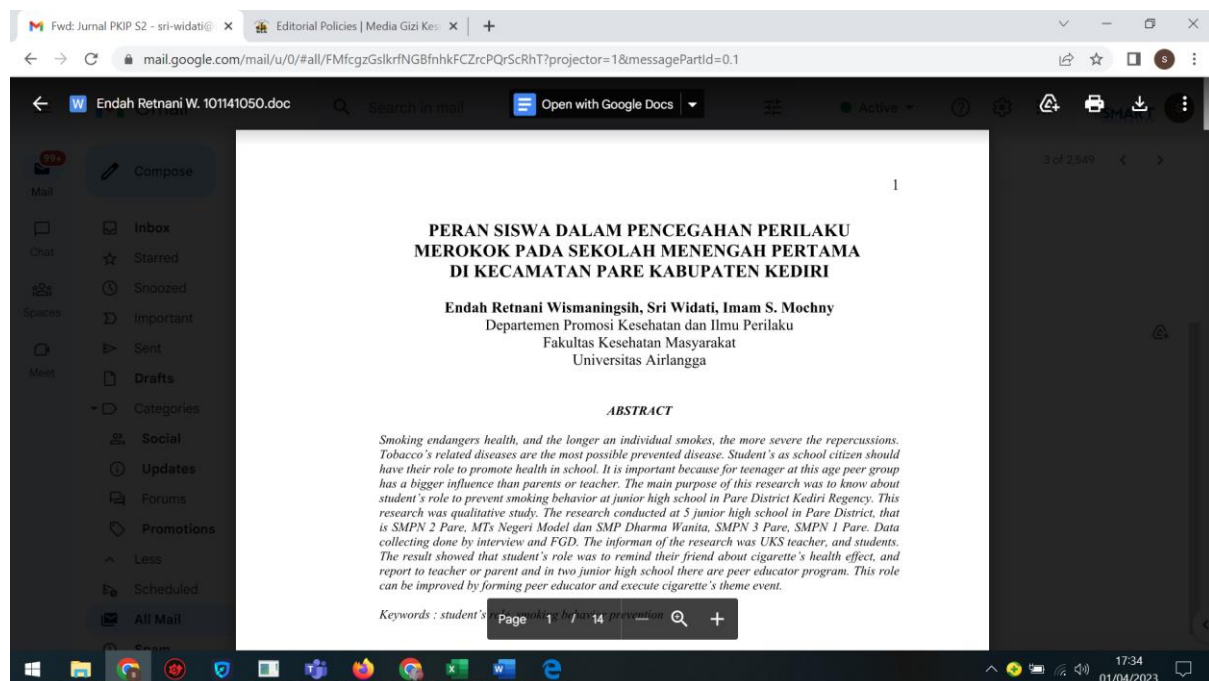 Fwd: Jurnal PKIP S2 - sri-widati@
Editorial Policies | Media Gizi Kes
mail.google.com/mail/u/0/#all/FMfcgzGslkrfNGBfnhkFCZrcPQrScRhT?projector=1&messagePartId=0.1
W Endah Retnani W. 101141050.doc
Search in mail
Open with Google Docs
Active
SMART
99+
Mail
Compose
3 of 2,549
Chat
Spaces
Meet
Inbox
Starred
Snoozed
Important
Sent
Drafts
Categories
Social
Updates
Forums
Promotions
Less
Scheduled
All Mail
Spam
1
PERAN SISWA DALAM PENCEGAHAN PERILAKU
MEROKOK PADA SEKOLAH MENENGAH PERTAMA
DI KECAMATAN PARE KABUPATEN KEDIRI
Endah Retnani Wismaningsih, Sri Widati, Imam S. Mochny
Departemen Promosi Kesehatan dan Ilmu Perilaku
Fakultas Kesehatan Masyarakat
Universitas Airlangga
ABSTRACT
Smoking endangers health, and the longer an individual smokes, the more severe the repercussions.
Tobacco's related diseases are the most possible prevented disease. Student's as school citizen should
have their role to promote health in school. It is important because for teenager at this age peer group
has a bigger influence than parents or teacher. The main purpose of this research was to know about
student's role to prevent smoking behavior at junior high school in Pare District Kediri Regency. This
research was qualitative study. The research conducted at 5 junior high school in Pare District, that
is SMPN 2 Pare, MTs Negeri Model dan SMP Dharma Wanita, SMPN 3 Pare, SMPN 1 Pare. Data
collecting done by interview and FGD. The informan of the research was UKS teacher, and students.
The result showed that student's role was to remind their friend about cigarette's health effect, and
report to teacher or parent and in two junior high school there are peer educator program. This role
can be improved by forming peer educator and execute cigarette's theme event.
Keywords : student's role, smoking behavior prevention
Page 1 / 14
17:34
01/04/2023